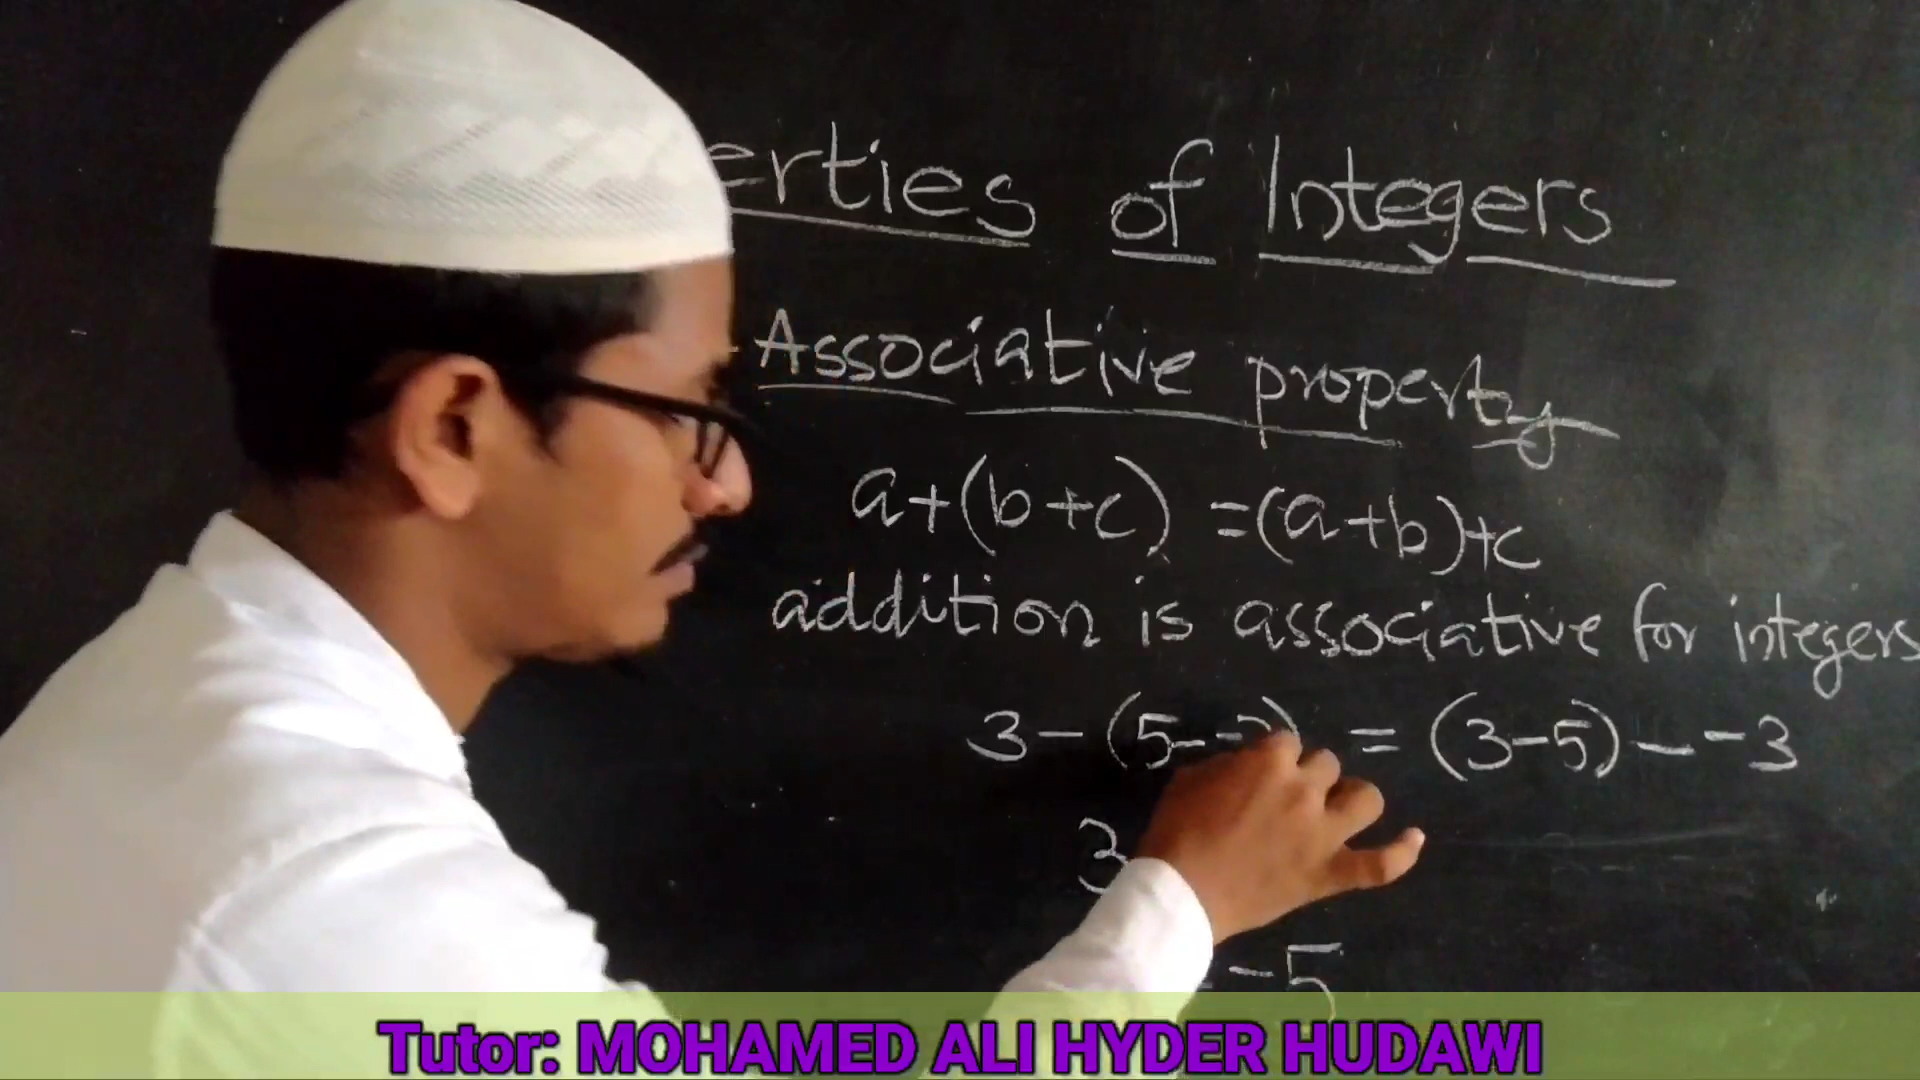 erties of Integers
Associative property
a+(b+c) =(a+b)+c
addition is associative for integers
3-(5--3) = (3-5)--3
3
= -5
Tutor: MOHAMED ALI HYDER HUDAWI